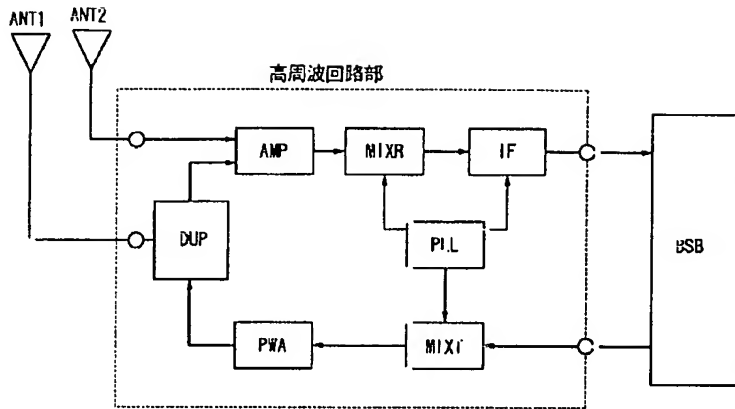 ANT1 ANT2
高周波回路部
AMP MIXR IF
DUP PLL BSB
PWA MIXT